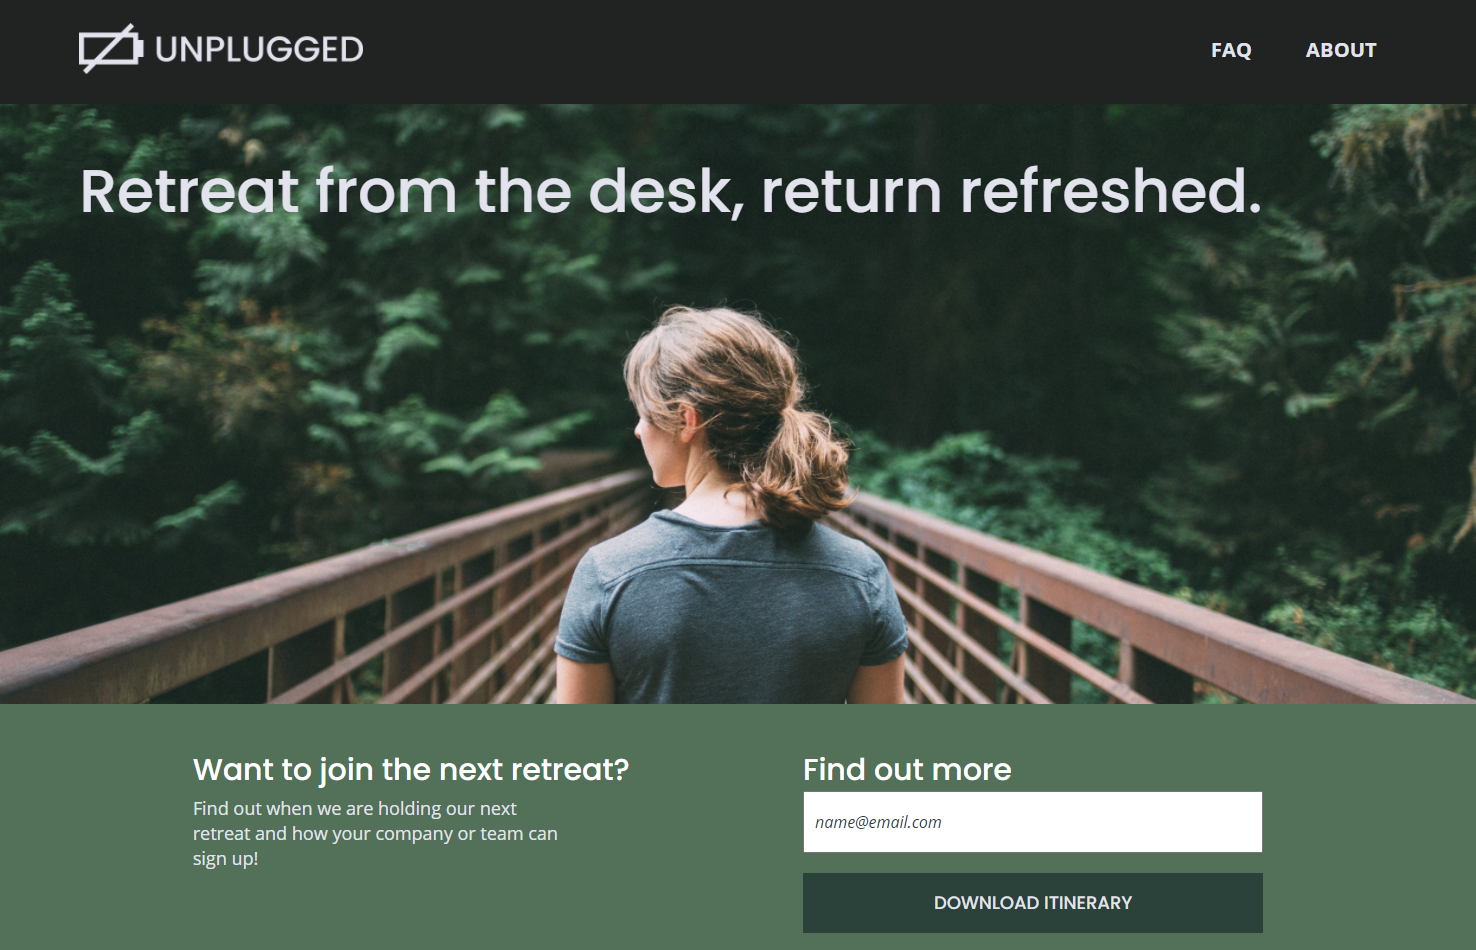 UNPLUGGED
FAQ
ABOUT
Retreat from the desk, return refreshed.
Want to join the next retreat?
Find out when we are holding our next
retreat and how your company or team can
sign up!
Find out more
name@email.com
DOWNLOAD ITINERARY